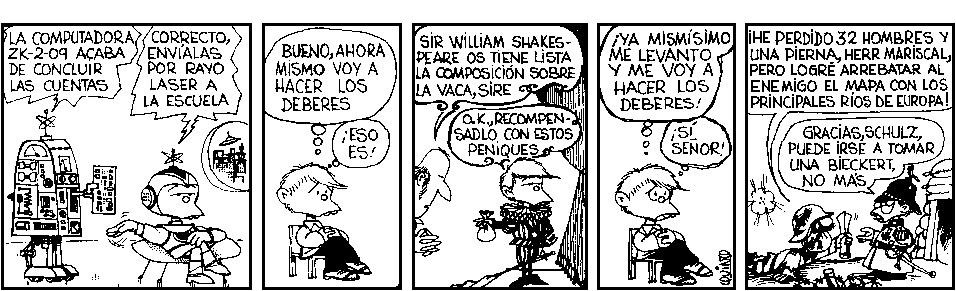 LA COMPUTADORA
ZK-2-09 ACABA
DE CONCLUIR
LAS CUENTAS
CORRECTO,
ENVÍALAS
POR RAYO
LASER A
LA ESCUELA
BUENO, AHORA
MISMO VOY A
HACER LOS
DEBERES
¡ESO
ES!
SIR WILLIAM SHAKES-
PEARE OS TIENE LISTA
LA COMPOSICIÓN SOBRE
LA VACA, SIRE
O.K., RECOMPEN-
SADLO CON ESTOS
PENIQUES
¡YA MISMÍSIMO
ME LEVANTO
Y ME VOY A
HACER LOS
DEBERES!
¡SÍ
SEÑOR!
¡HE PERDIDO 32 HOMBRES Y
UNA PIERNA, HERR MARISCAL,
PERO LOGRÉ ARREBATAR AL
ENEMIGO EL MAPA CON LOS
PRINCIPALES RÍOS DE EUROPA!
GRACIAS, SCHULZ,
PUEDE IRSE A TOMAR
UNA BIECKERT,
NO MÁS
QUINO